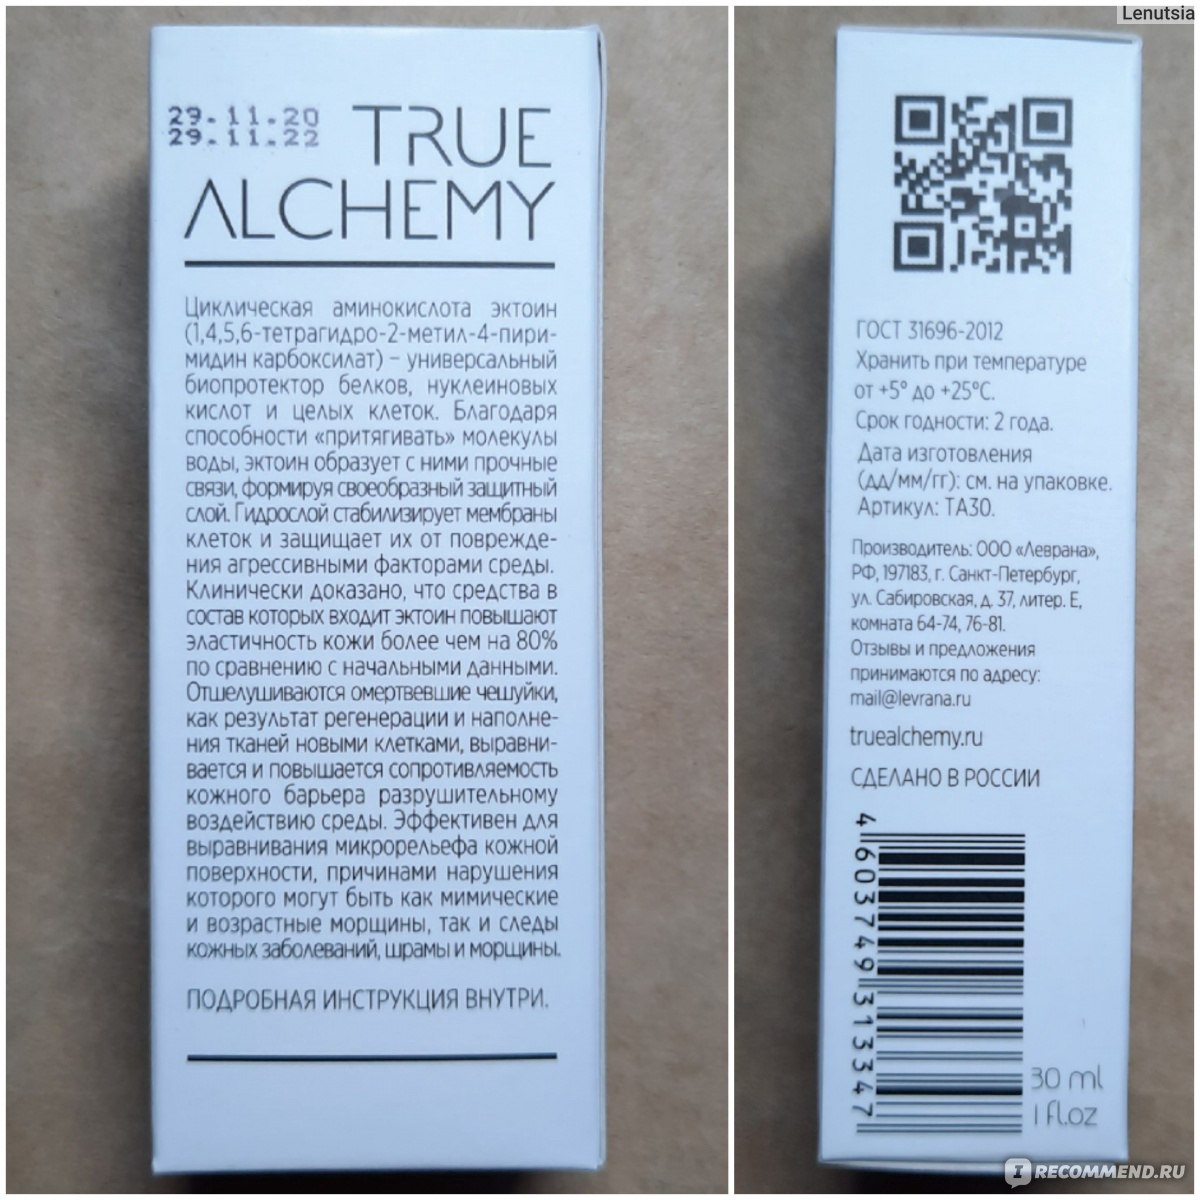 29.11.20
29.11.22
TRUE
ALCHEMY
Циклическая аминокислота эктоин
(1,4,5,6-тетрагидро-2-метил-4-пири-
мидин карбоксилат) – универсальный
биопротектор белков, нуклеиновых
кислот и целых клеток. Благодаря
способности «притягивать» молекулы
воды, эктоин образует с ними прочные
связи, формируя своеобразный защитный
слой. Гидрослой стабилизирует мембраны
клеток и защищает их от поврежде-
ния агрессивными факторами среды.
Клинически доказано, что средства в
состав которых входит эктоин повышают
эластичность кожи более чем на 80%
по сравнению с начальными данными.
Отшелушиваются омертвевшие чешуйки,
как результат регенерации и наполне-
ния тканей новыми клетками, выравни-
вается и повышается сопротивляемость
кожного барьера разрушительному
воздействию среды. Эффективен для
выравнивания микрорельефа кожной
поверхности, причинами нарушения
которого могут быть как мимические
и возрастные морщины, так и следы
кожных заболеваний, шрамы и морщины.
ПОДРОБНАЯ ИНСТРУКЦИЯ ВНУТРИ.
Lenutsia
ГОСТ 31696-2012
Хранить при температуре
от +5° до +25°С.
Срок годности: 2 года.
Дата изготовления
(дд/мм/гг): см. на упаковке.
Артикул: ТА30.
Производитель: ООО «Леврана»,
РФ, 197183, г. Санкт-Петербург,
ул. Сабировская, д. 37, литер. Е,
комната 64-74, 76-81.
Отзывы и предложения
принимаются по адресу:
mail@levrana.ru
truealchemy.ru
СДЕЛАНО В РОССИИ
4 603749 313347
30 ml
1 fl.oz
I RECOMMEND.RU